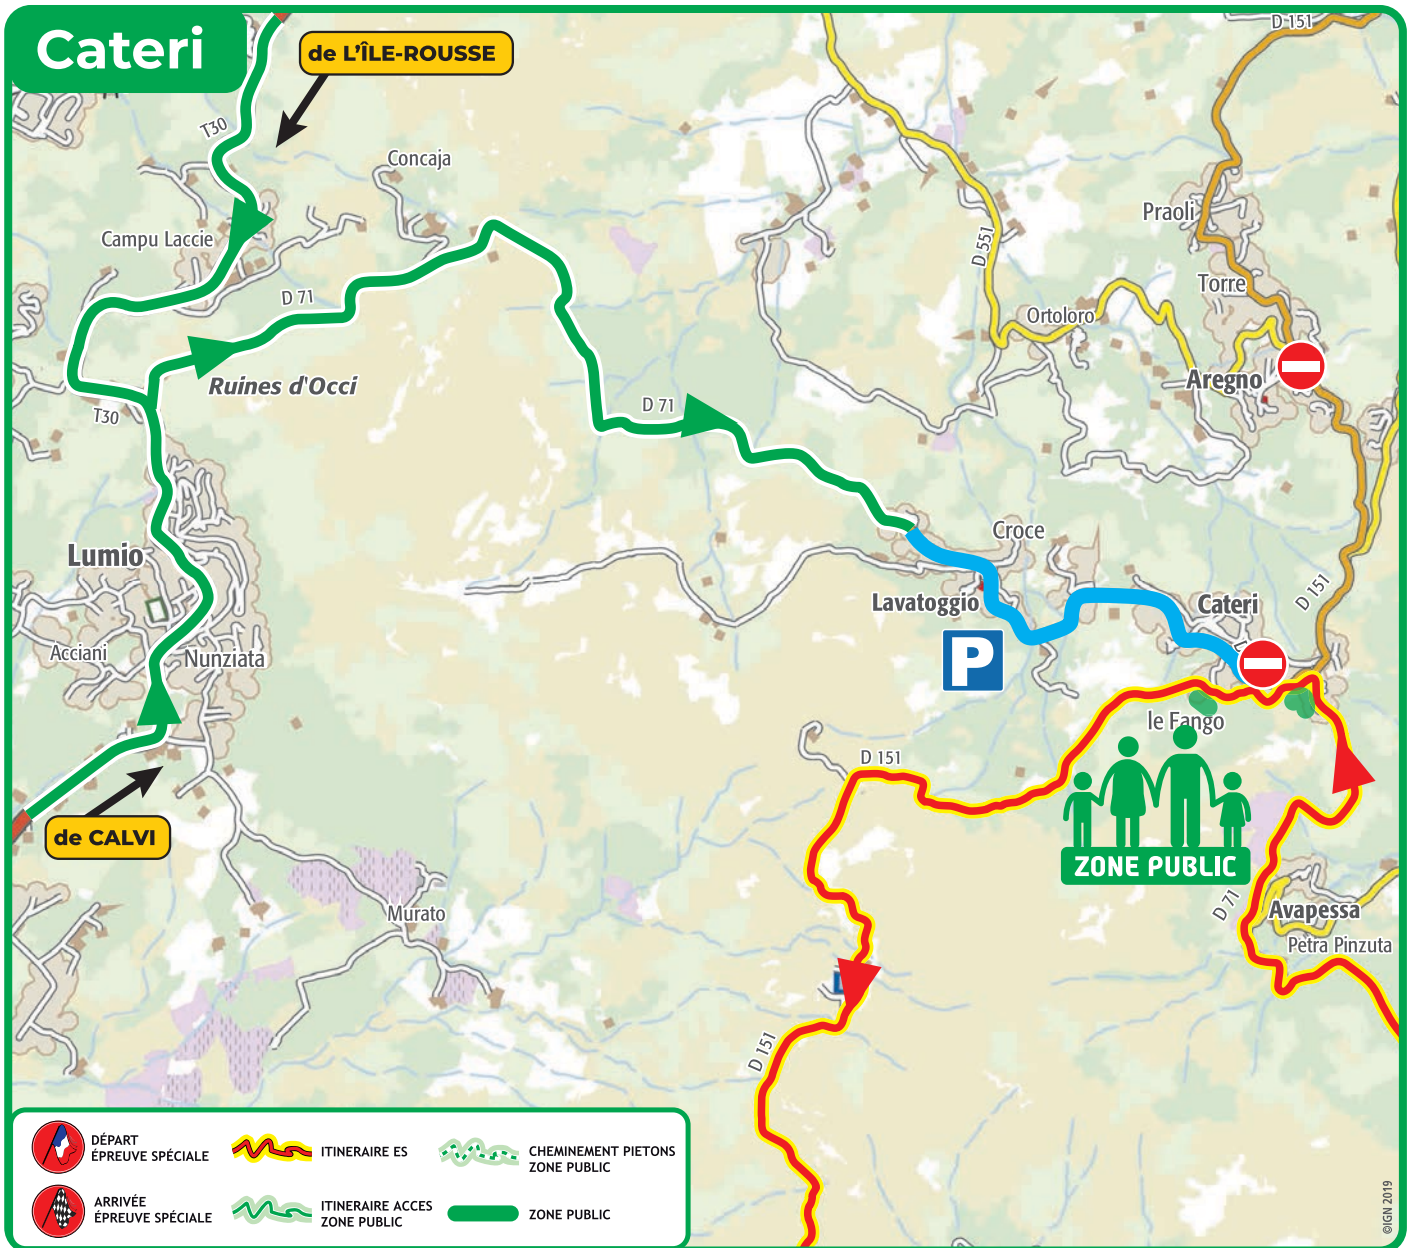 Cateri
de L'ÎLE-ROUSSE
D 151
T30
Concaja
Praoli
Campu Laccie
D 551
D 71
Torre
Ortoloro
Ruines d'Occi
Aregno
T30
D 71
Croce
Lumio
Lavatoggio
Cateri
D 151
Acciani
Nunziata
P
le Fango
D 151
de CALVI
ZONE PUBLIC
D 71
Avapessa
Murato
Petra Pinzuta
D 151
DÉPART
ÉPREUVE SPÉCIALE
ITINERAIRE ES
CHEMINEMENT PIETONS
ZONE PUBLIC
ARRIVÉE
ÉPREUVE SPÉCIALE
ITINERAIRE ACCES
ZONE PUBLIC
ZONE PUBLIC
©IGN 2019